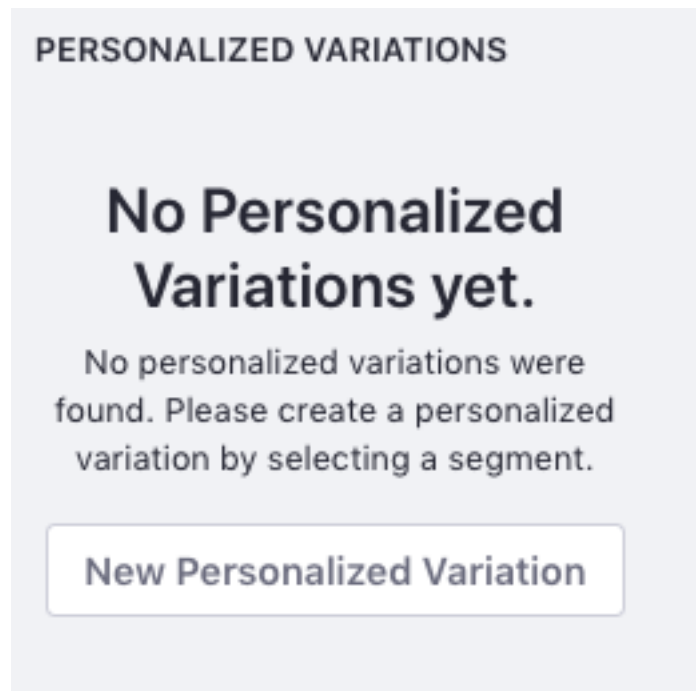 PERSONALIZED VARIATIONS
No Personalized
Variations yet.
No personalized variations were
found. Please create a personalized
variation by selecting a segment.
New Personalized Variation